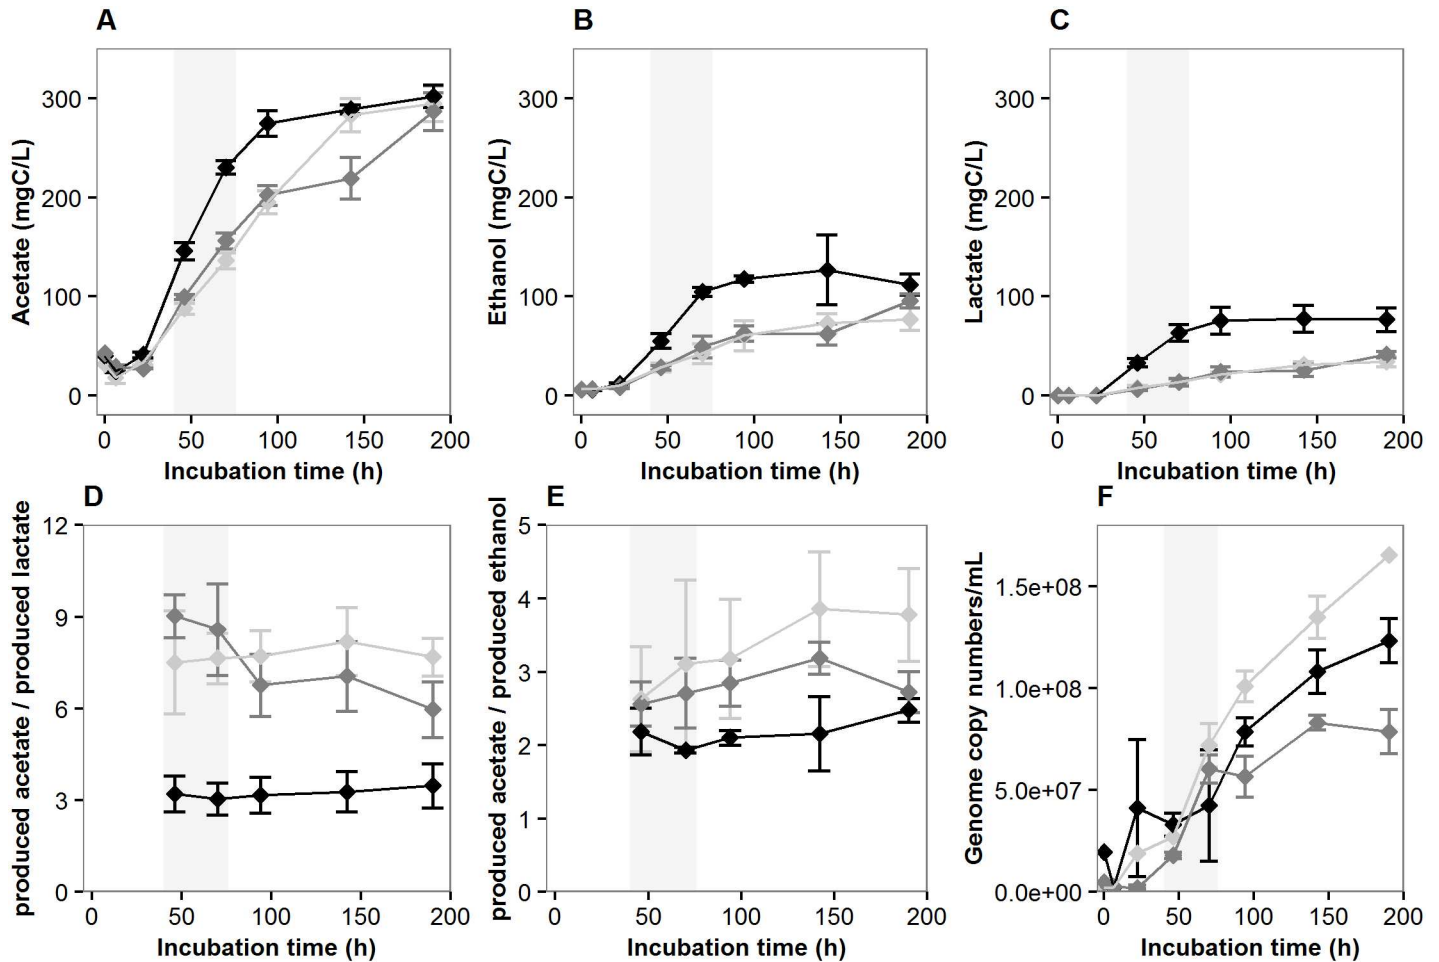 A
B
C
Acetate (mgC/L)
300
200
100
0
0 50 100 150 200
Incubation time (h)
Ethanol (mgC/L)
300
200
100
0
0 50 100 150 200
Incubation time (h)
Lactate (mgC/L)
300
200
100
0
0 50 100 150 200
Incubation time (h)
D
E
F
produced acetate / produced lactate
12
9
6
3
0
0 50 100 150 200
Incubation time (h)
produced acetate / produced ethanol
5
4
3
2
1
0
0 50 100 150 200
Incubation time (h)
Genome copy numbers/mL
1.5e+08
1.0e+08
5.0e+07
0.0e+00
0 50 100 150 200
Incubation time (h)